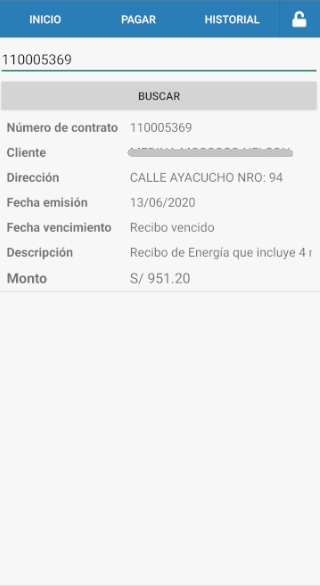 INICIO PAGAR HISTORIAL
110005369
BUSCAR
Número de contrato 110005369
Cliente
Dirección CALLE AYACUCHO NRO: 94
Fecha emisión 13/06/2020
Fecha vencimiento Recibo vencido
Descripción Recibo de Energía que incluye 4
Monto S/ 951.20